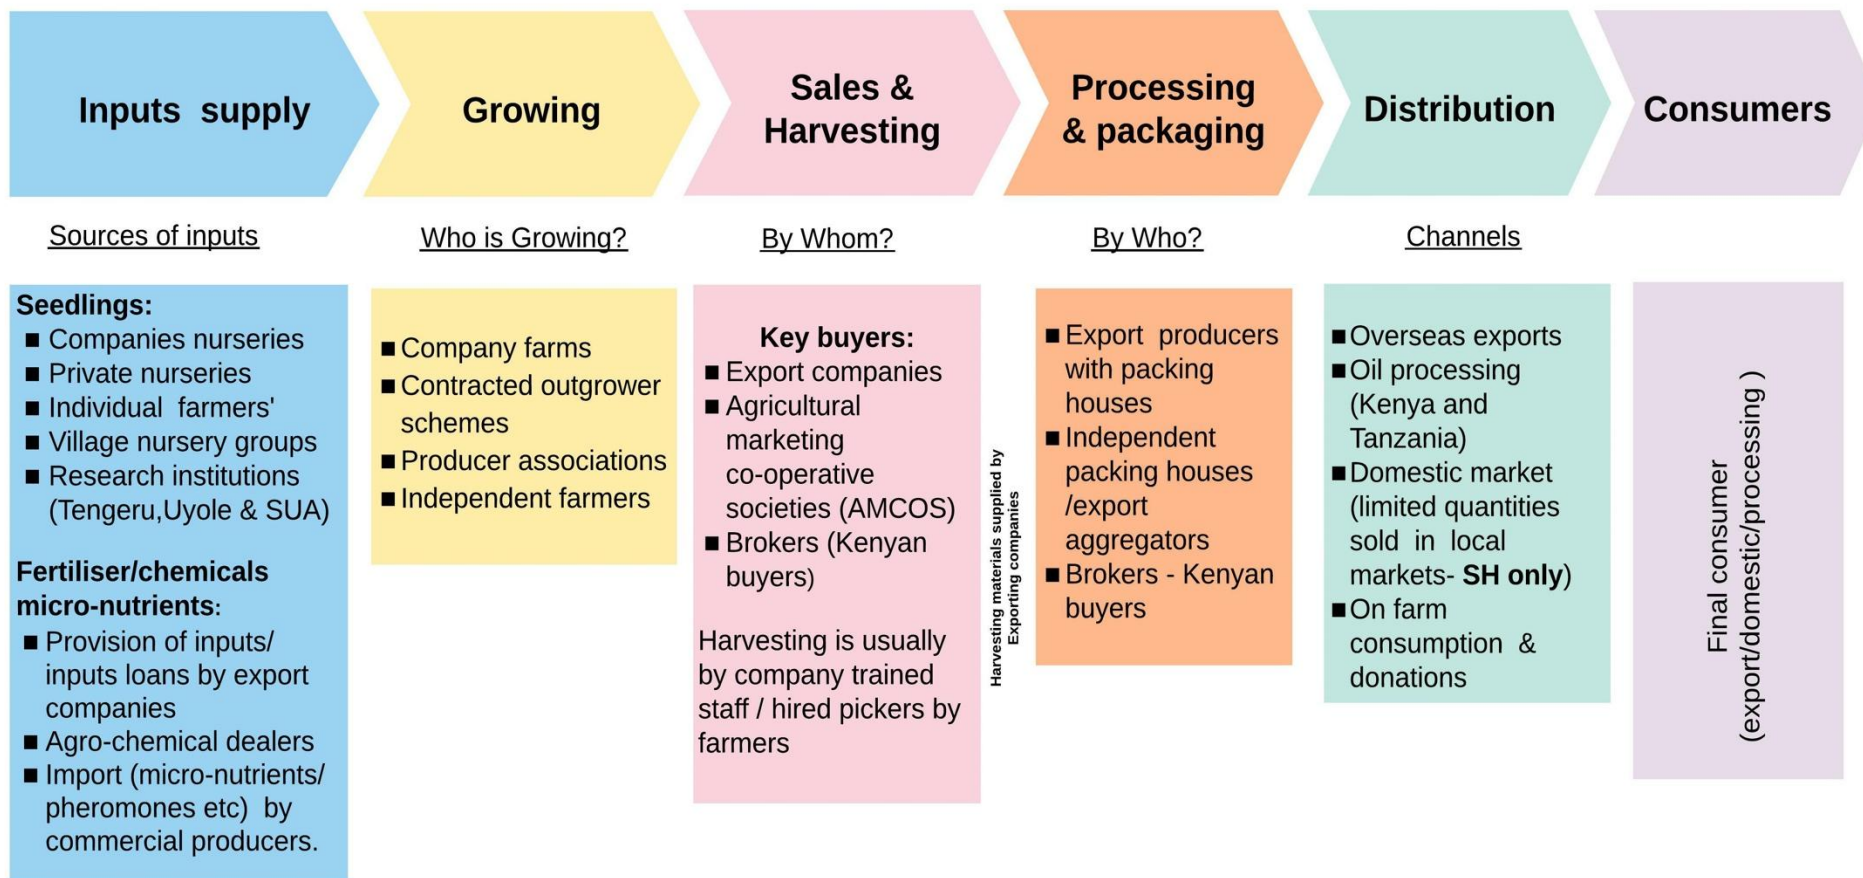 Inputs supply
Growing
Sales &
Harvesting
Processing
& packaging
Distribution
Consumers
Sources of inputs
Who is Growing?
By Whom?
By Who?
Channels
Seedlings:
■ Companies nurseries
■ Private nurseries
■ Individual farmers'
■ Village nursery groups
■ Research institutions
(Tengeru,Uyole & SUA)
Fertiliser/chemicals
micro-nutrients:
■ Provision of inputs/
inputs loans by export
companies
■ Agro-chemical dealers
■ Import (micro-nutrients/
pheromones etc) by
commercial producers.
■ Company farms
■ Contracted outgrower
schemes
■ Producer associations
■ Independent farmers
Key buyers:
■ Export companies
■ Agricultural
marketing
co-operative
societies (AMCOS)
■ Brokers (Kenyan
buyers)
Harvesting is usually
by company trained
staff / hired pickers by
farmers
Harvesting materials supplied by
Exporting companies
■ Export producers
with packing
houses
■ Independent
packing houses
/export
aggregators
■ Brokers - Kenyan
buyers
■ Overseas exports
■ Oil processing
(Kenya and
Tanzania)
■ Domestic market
(limited quantities
sold in local
markets- SH only)
■ On farm
consumption &
donations
Final consumer
(export/domestic/processing )